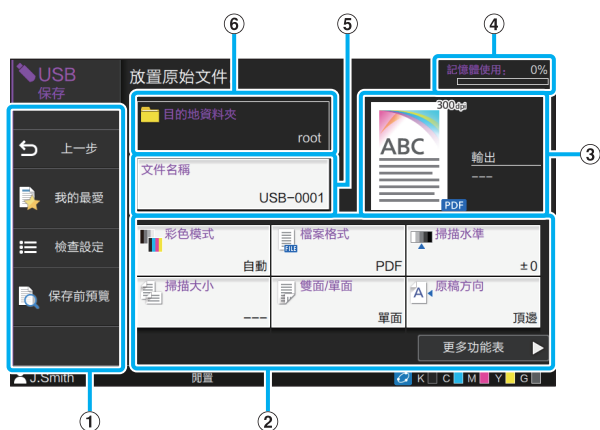 ⑥
⑤
④
USB
保存
放置原始文件
記憶體使用： 0%
目的地資料夾
root
300dpi
ABC
PDF
輸出
---
③
上一步
文件名稱
USB-0001
我的最愛
檢查設定
保存前預覽
彩色模式
自動
檔案格式
FILE
PDF
掃描水準
±0
掃描大小
---
雙面/單面
單面
A
原稿方向
頂邊
更多功能表
J.Smith
閒置
K C M Y G
①
②